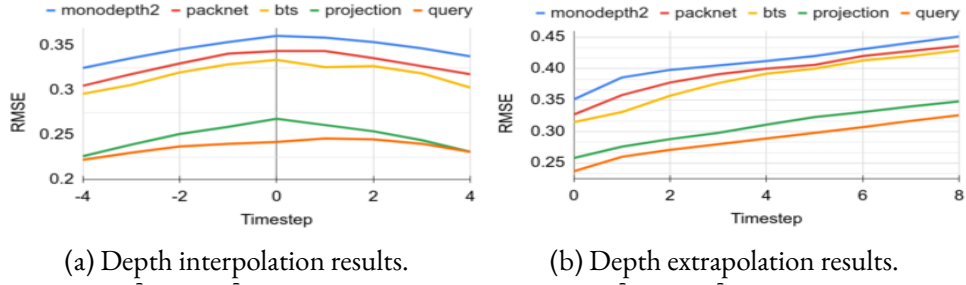 monodepth2 packnet bts projection query
0.35
0.3
0.25
0.2
RMSE
-4 -2 0 2 4
Timestep
(a) Depth interpolation results.
monodepth2 packnet bts projection query
0.45
0.40
0.35
0.30
0.25
RMSE
0 2 4 6 8
Timestep
(b) Depth extrapolation results.